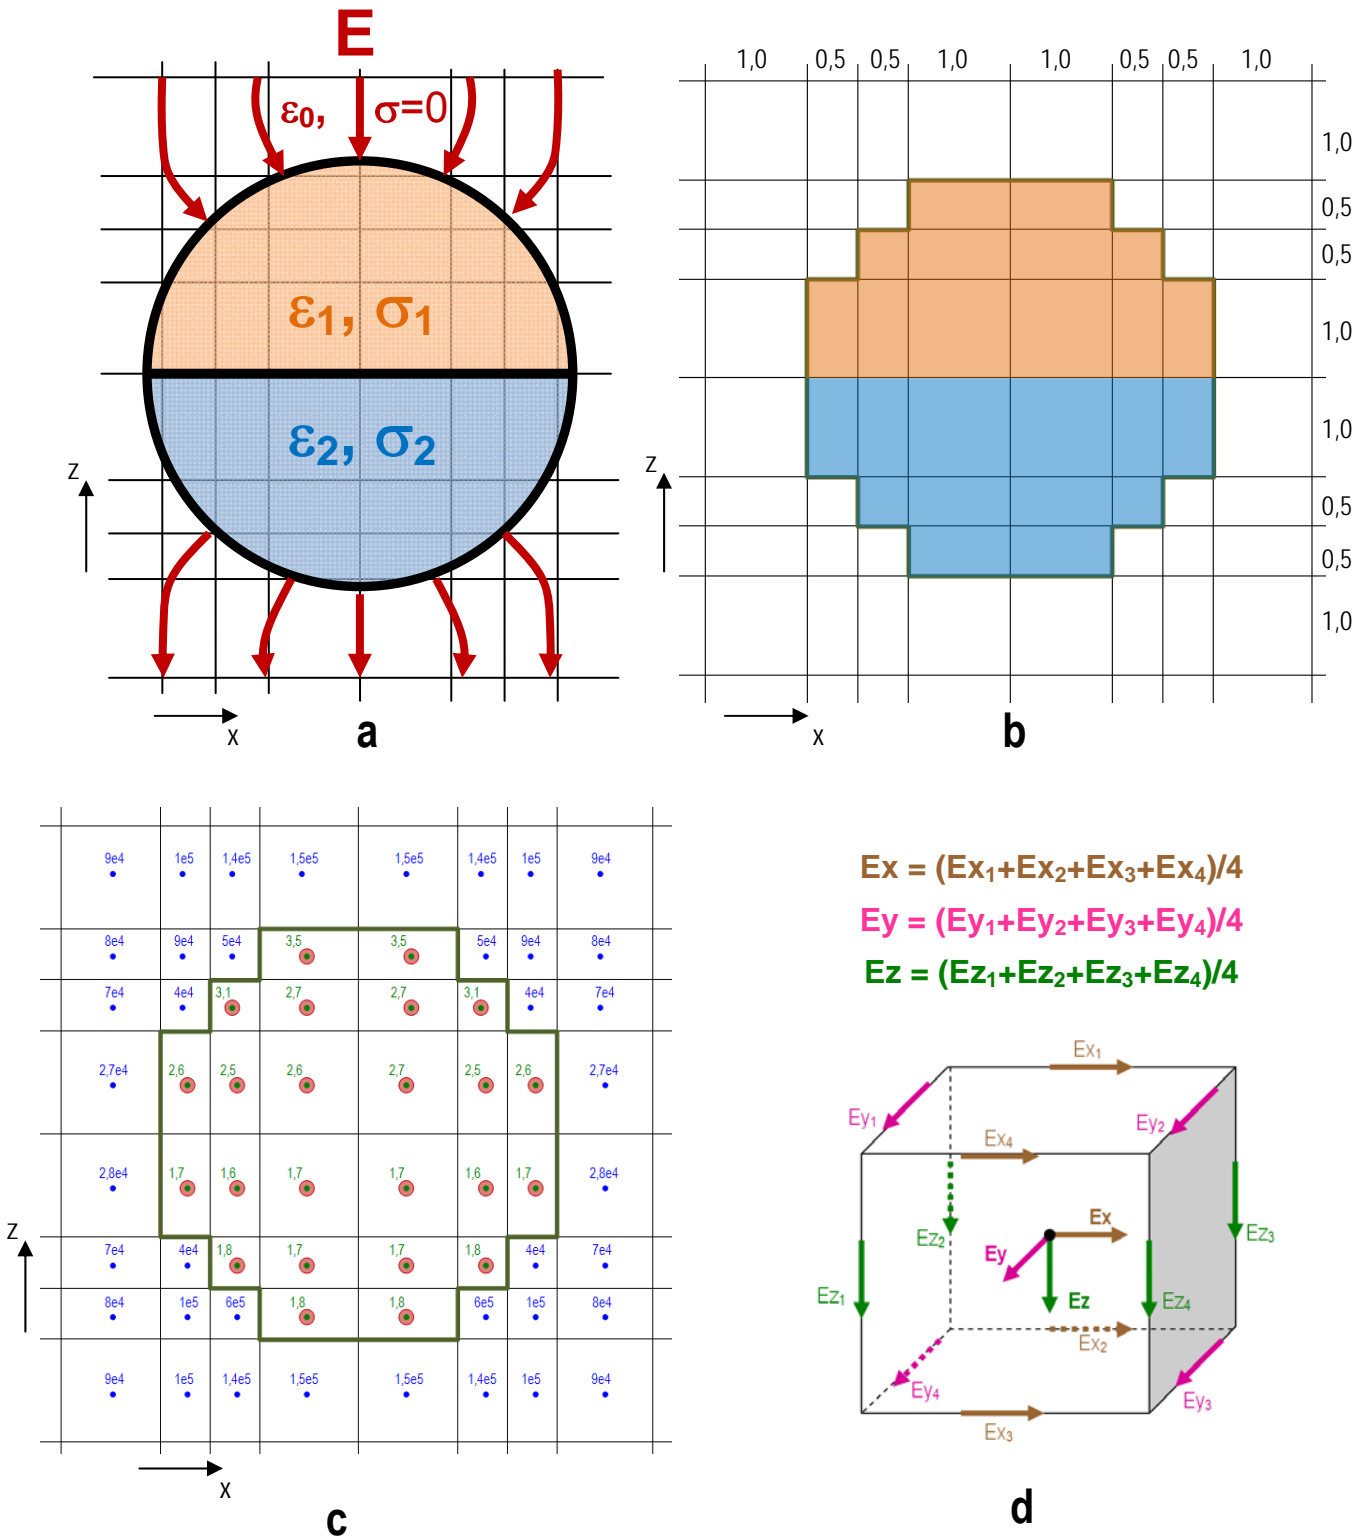 E
ε0, σ=0
ε1, σ1
ε2, σ2
z
x
a
1,0 0,5 0,5 1,0 1,0 0,5 0,5 1,0
1,0
0,5
0,5
1,0
1,0
0,5
0,5
1,0
z
x
b
9e4 1e5 1,4e5 1,5e5 1,5e5 1,4e5 1e5 9e4
8e4 9e4 5e4 3,5 3,5 5e4 9e4 8e4
7e4 4e4 3,1 2,7 2,7 3,1 4e4 7e4
2,7e4 2,6 2,5 2,6 2,7 2,5 2,6 2,7e4
2,8e4 1,7 1,6 1,7 1,7 1,6 1,7 2,8e4
7e4 4e4 1,8 1,7 1,7 1,8 4e4 7e4
8e4 1e5 6e5 1,8 1,8 6e5 1e5 8e4
9e4 1e5 1,4e5 1,5e5 1,5e5 1,4e5 1e5 9e4
z
x
c
Ex = (Ex1+Ex2+Ex3+Ex4)/4
Ey = (Ey1+Ey2+Ey3+Ey4)/4
Ez = (Ez1+Ez2+Ez3+Ez4)/4
Ex1
Ey1
Ey2
Ex4
Ex
Ez2
Ey
Ez3
Ez1
Ez
Ez4
Ex2
Ey4
Ey3
Ex3
d